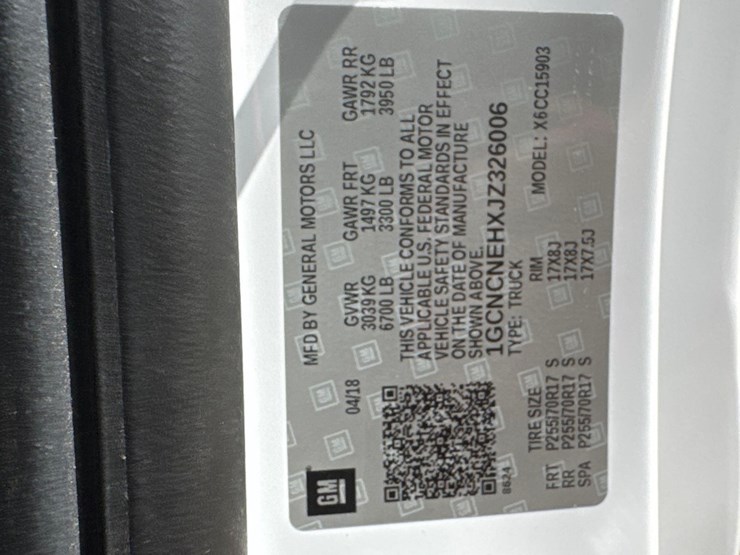 GM
MFD BY GENERAL MOTORS LLC
04/18
GVWR GAWR FRT GAWR RR
3039 KG 1497 KG 1792 KG
6700 LB 3300 LB 3950 LB
THIS VEHICLE CONFORMS TO ALL
APPLICABLE U.S. FEDERAL MOTOR
VEHICLE SAFETY STANDARDS IN EFFECT
ON THE DATE OF MANUFACTURE
SHOWN ABOVE.
1GCNCNEHXJZ326006
8624
TYPE: TRUCK
TIRE SIZE RIM MODEL: X6CC15903
FRT P255/70R17 S 17X8J
RR P255/70R17 S 17X8J
SPA P255/70R17 S 17X7.5J